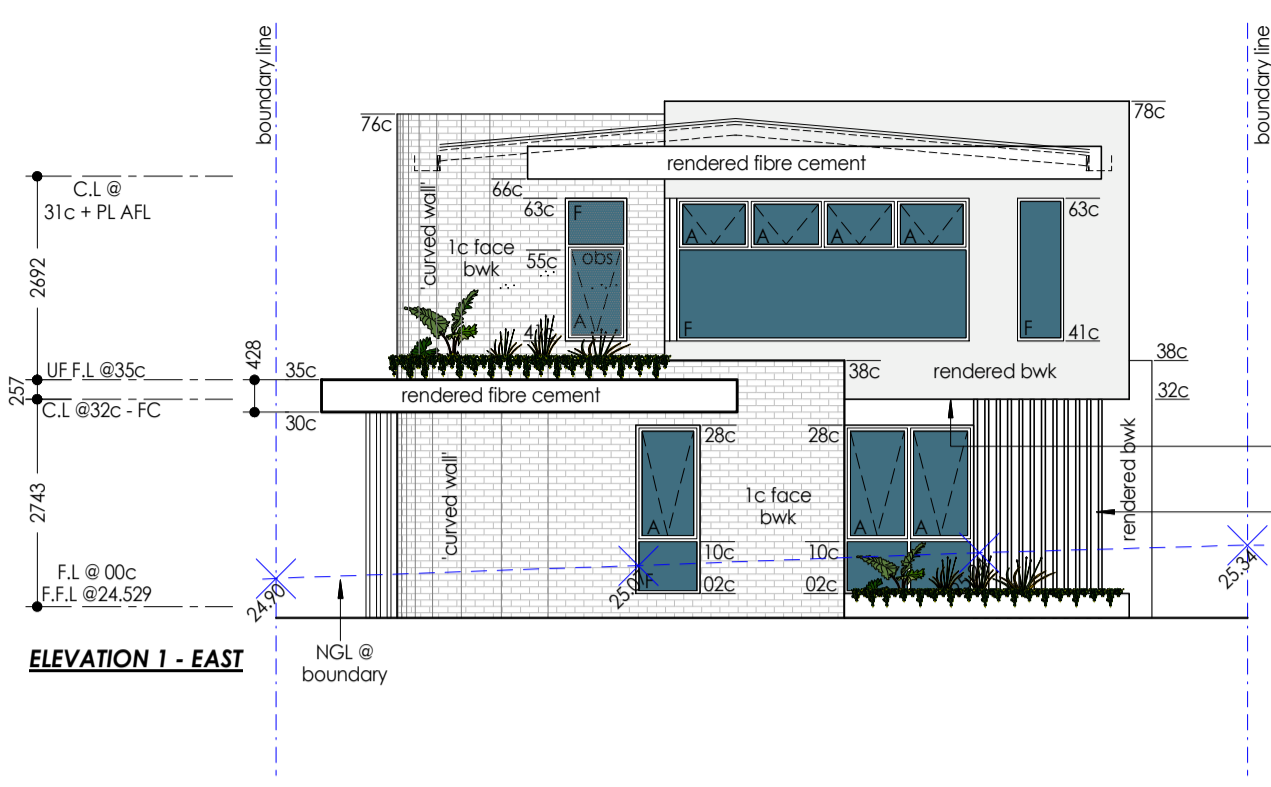 boundary line
boundary line
76c
78c
rendered fibre cement
C.L @
31c + PL AFL
66c
63c
F
63c
'curved wall'
1c face
bwk
55c
obs
A
A
A
A
A
F
F
41c
2692
428
UF F.L @35c
35c
38c
rendered bwk
38c
257
rendered fibre cement
C.L @32c - FC
30c
32c
28c
28c
'curved wall'
rendered bwk
2743
1c face
bwk
A
A
A
10c
10c
F.L @ 00c
F.F.L @24.529
02c
02c
24.90
F
25.34
ELEVATION 1 - EAST
NGL @
boundary